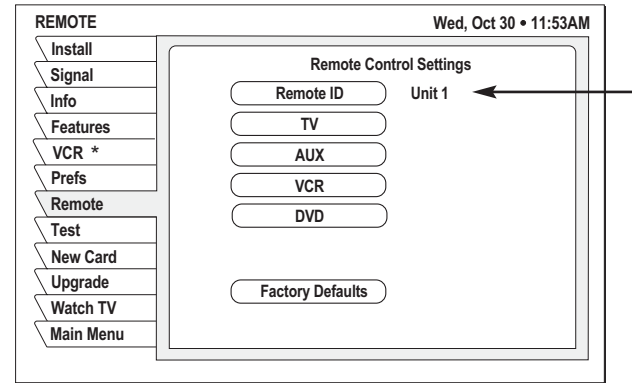 REMOTE
Wed, Oct 30 • 11:53AM
Install
Signal
Info
Features
VCR *
Prefs
Remote
Test
New Card
Upgrade
Watch TV
Main Menu
Remote Control Settings
Remote ID
Unit 1
TV
AUX
VCR
DVD
Factory Defaults